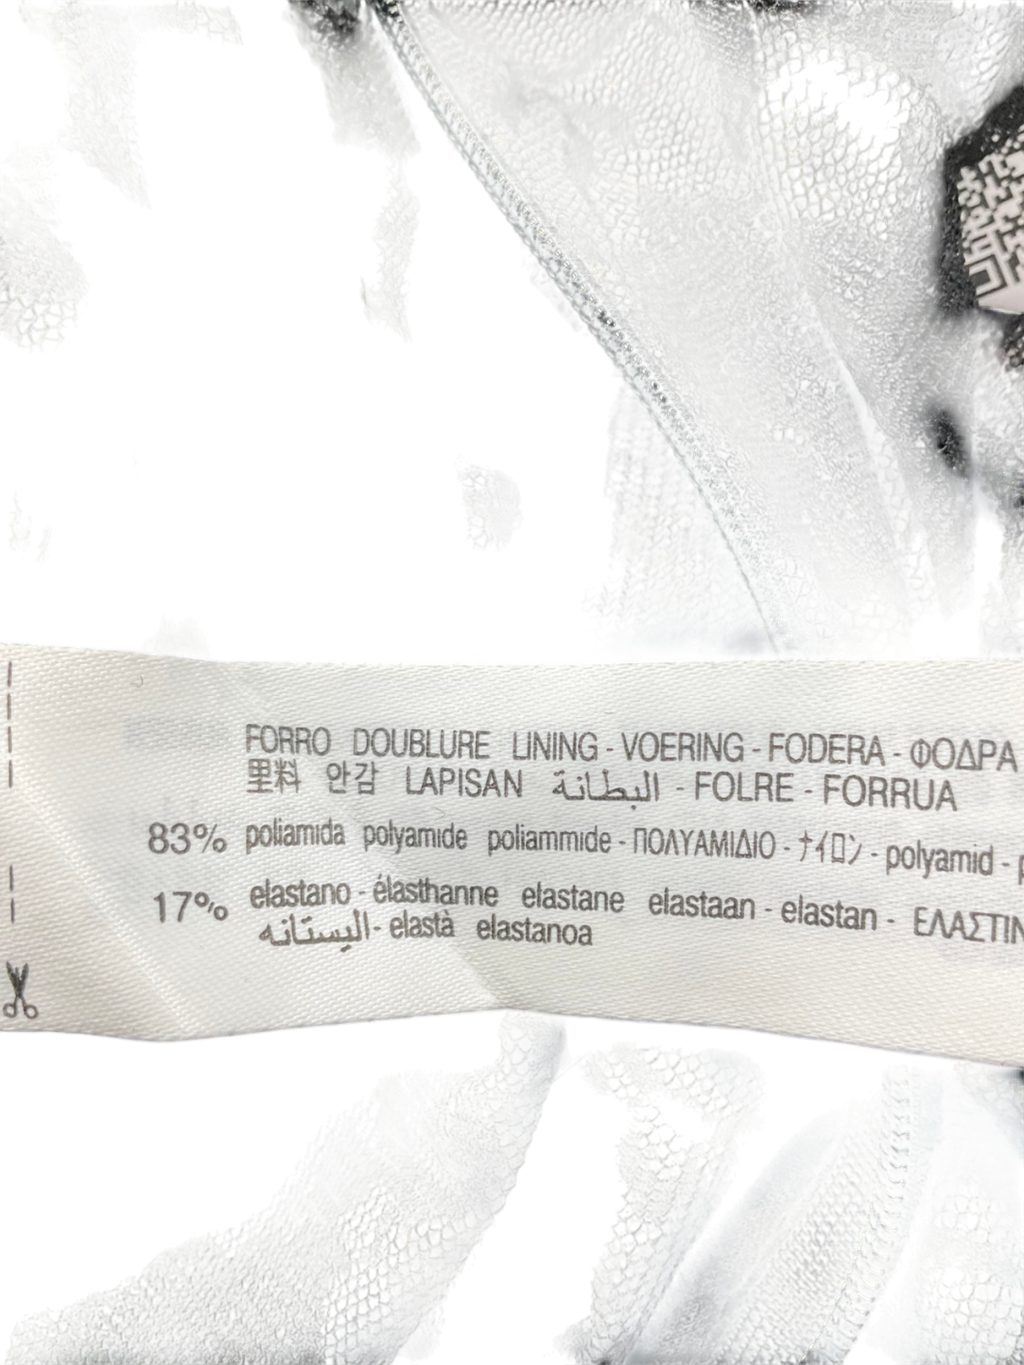 FORRO DOUBLURE LINING - VOERING - FODERA - ΦΟΔΡΑ
里料 안감 LAPISAN البطانة - FOLRE - FORRUA
83% poliamida polyamide poliammide - ΠΟΛΥΑΜΙΔΙΟ - ナイロン - polyamid -
17% elastano - élasthanne elastane elastaan - elastan -
اليستانه - elastà elastanoa